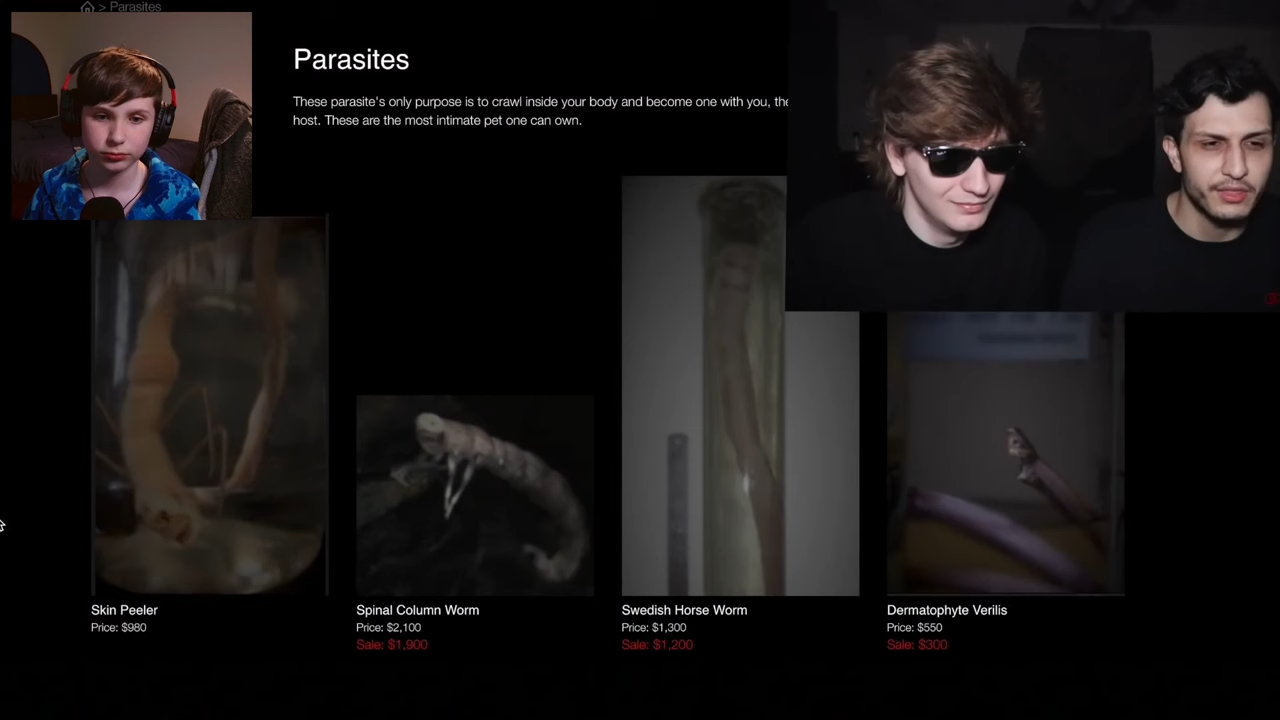 > Parasites
Parasites
These parasite's only purpose is to crawl inside your body and become one with you, the
host. These are the most intimate pet one can own.
Skin Peeler
Price: $980
Spinal Column Worm
Price: $2,100
Sale: $1,900
Swedish Horse Worm
Price: $1,300
Sale: $1,200
Dermatophyte Verilis
Price: $550
Sale: $300